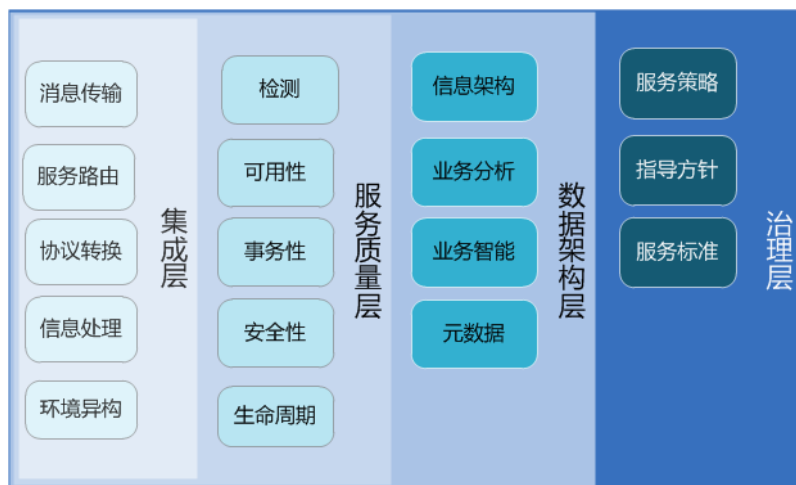 消息传输
服务路由
协议转换
信息处理
环境异构
集成层
检测
可用性
事务性
安全性
生命周期
服务质量层
信息架构
业务分析
业务智能
元数据
数据架构层
服务策略
指导方针
服务标准
治理层